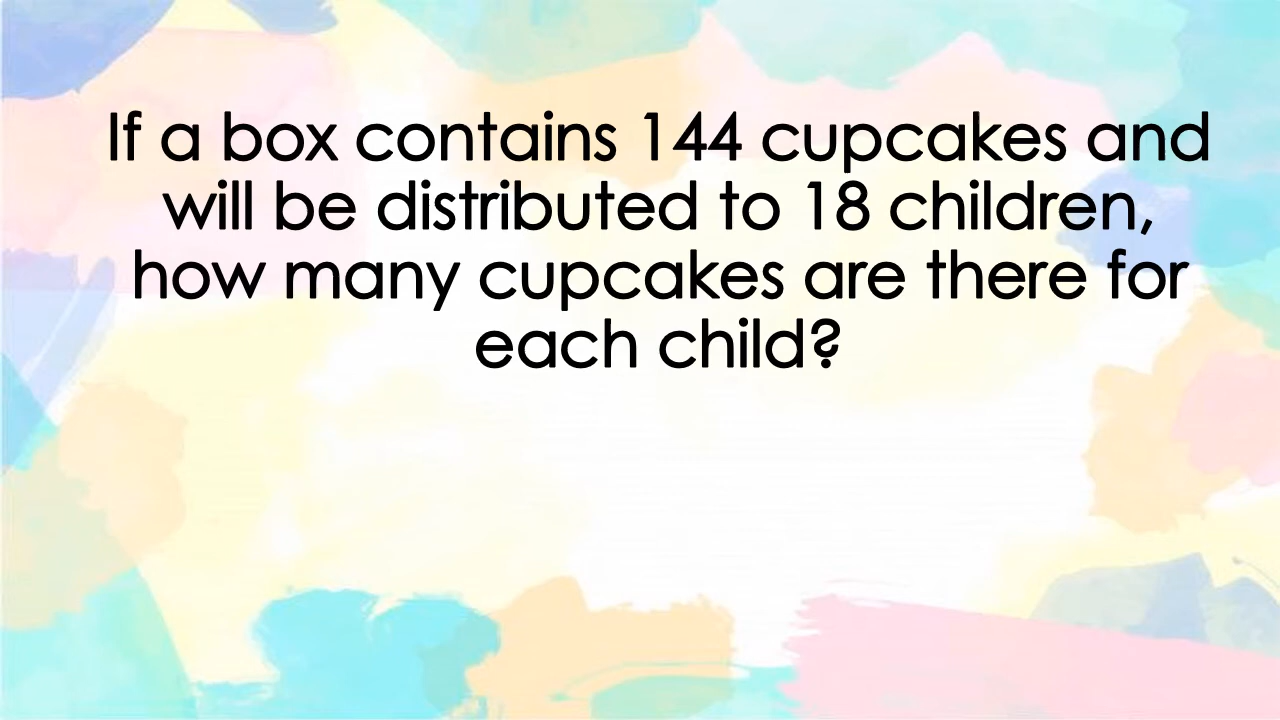 If a box contains 144 cupcakes and
will be distributed to 18 children,
how many cupcakes are there for
each child?